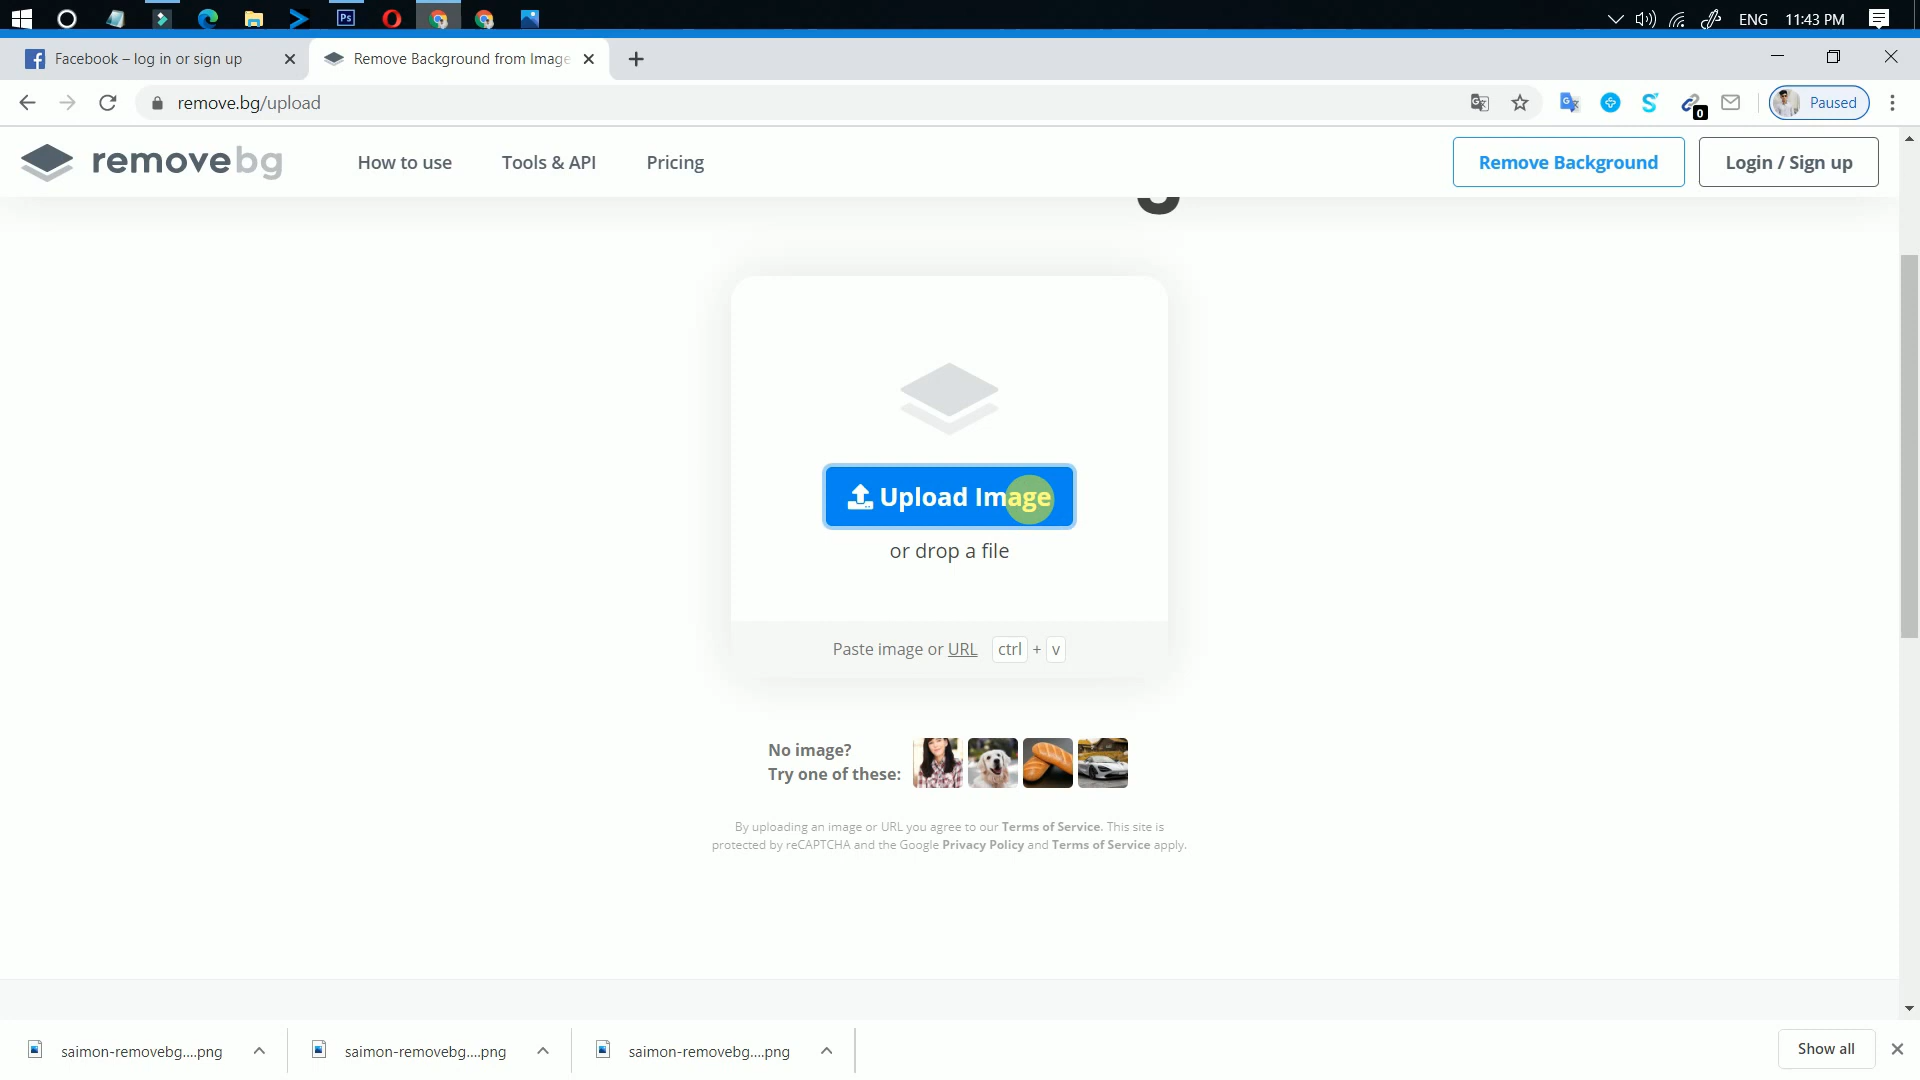 Ps
ENG
11:43 PM
Facebook – log in or sign up
Remove Background from Image
remove.bg/upload
0
Paused
removebg
How to use
Tools & API
Pricing
Remove Background
Login / Sign up
Upload Image
or drop a file
Paste image or URL ctrl + v
No image?
Try one of these:
By uploading an image or URL you agree to our Terms of Service. This site is
protected by reCAPTCHA and the Google Privacy Policy and Terms of Service apply.
saimon-removebg....png
saimon-removebg....png
saimon-removebg....png
Show all